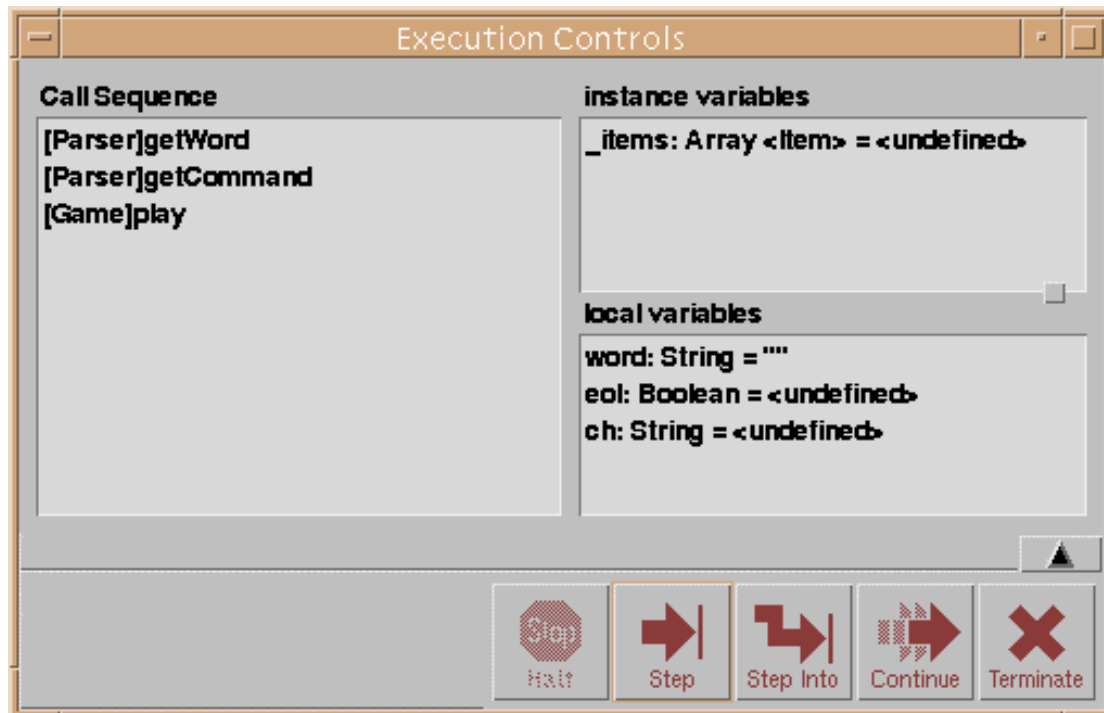 Execution Controls
Call Sequence
[Parser]getWord
[Parser]getCommand
[Game]play
instance variables
_items: Array <Item> = <undefined>
local variables
word: String = ""
eol: Boolean = <undefined>
ch: String = <undefined>
Stop
Halt
Step
Step Into
Continue
Terminate